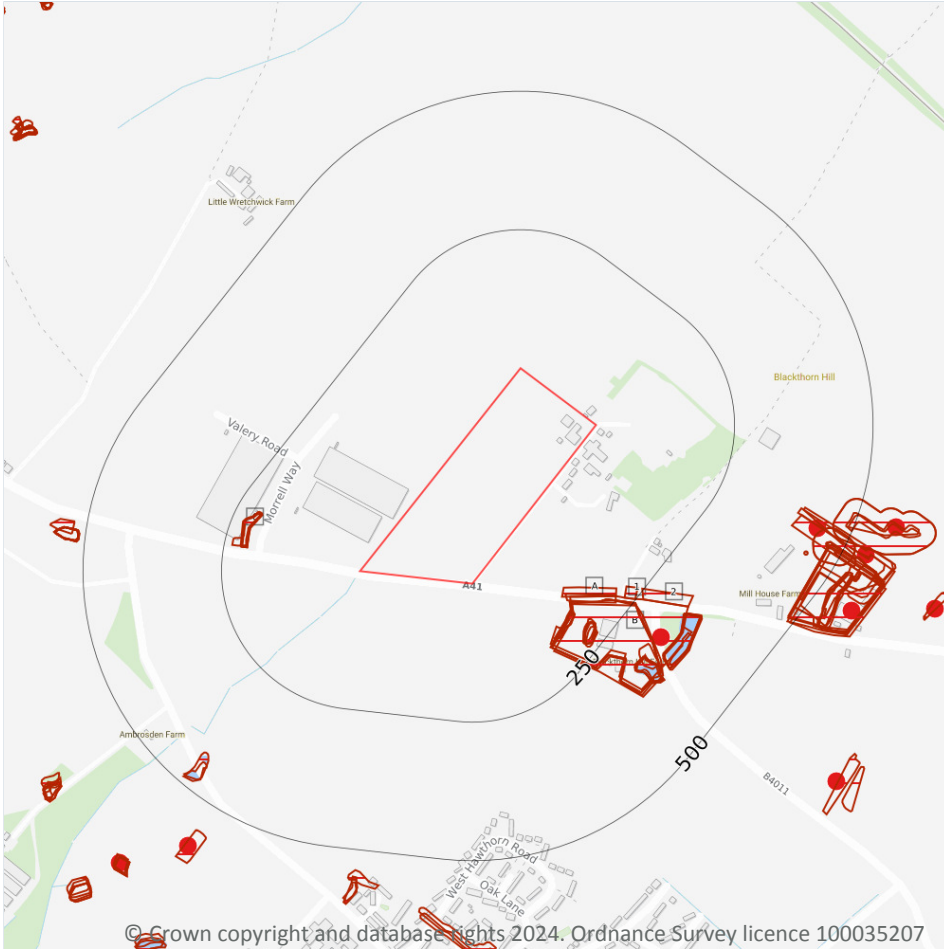 Little Wretchwick Farm
Blackthorn Hill
Valery Road
Morrell Way
A41
A
1
2
B
Mill House Farm
250
500
B4011
Ambrosden Farm
West Hawthorn Road
Oak Lane
© Crown copyright and database rights 2024. Ordnance Survey licence 100035207